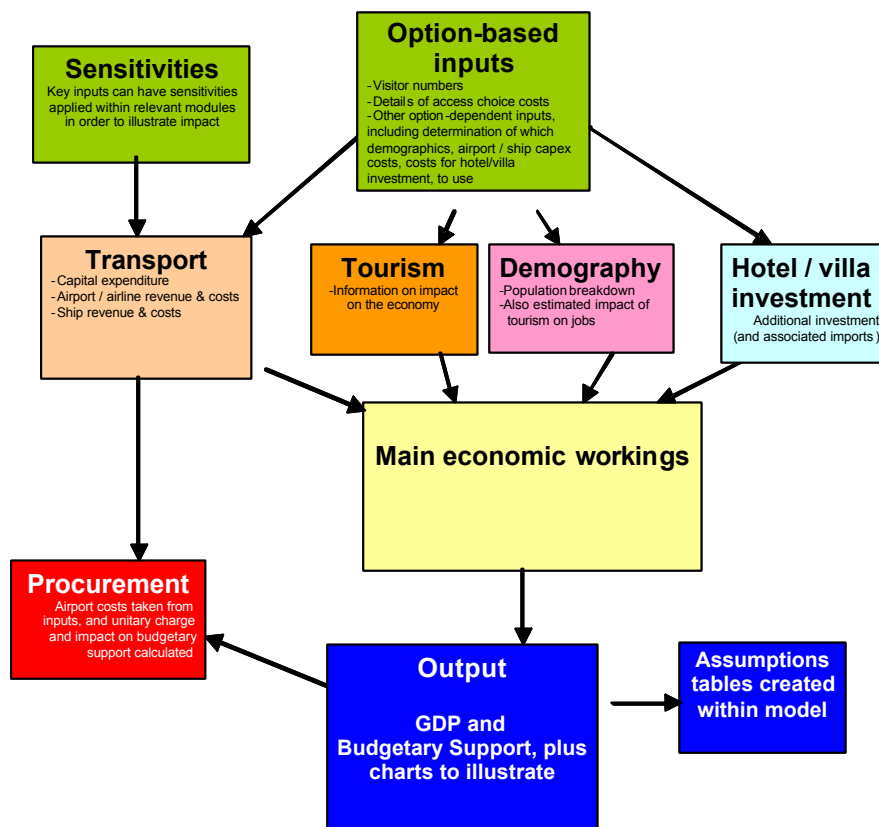 Sensitivities
Key inputs can have sensitivities
applied within relevant modules
in order to illustrate impact
Option-based
inputs
-Visitor numbers
-Details of access choice costs
-Other option-dependent inputs,
including determination of which
demographics, airport / ship capex
costs, costs for hotel/villa
investment, to use
Transport
-Capital expenditure
-Airport / airline revenue & costs
-Ship revenue & costs
Tourism
-Information on impact
on the economy
Demography
-Population breakdown
-Also estimated impact of
tourism on jobs
Hotel / villa
investment
Additional investment
(and associated imports)
Main economic workings
Procurement
Airport costs taken from
inputs, and unitary charge
and impact on budgetary
support calculated
Output
GDP and
Budgetary Support, plus
charts to illustrate
Assumptions
tables created
within model